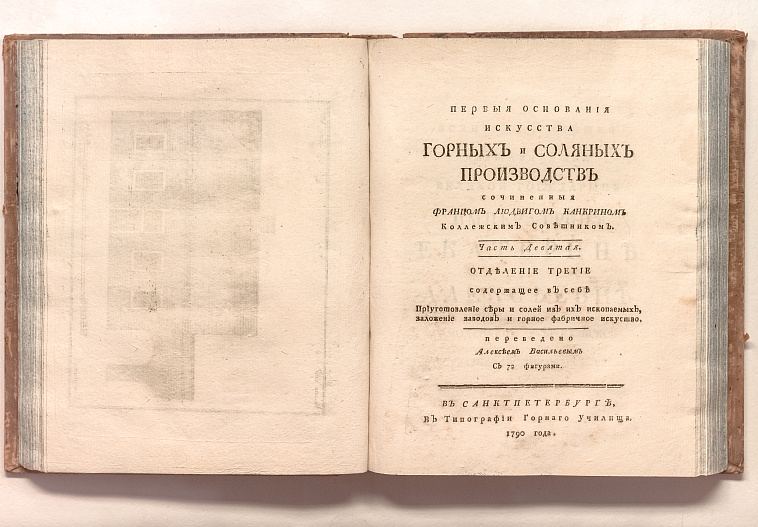 ПЕРВЫЯ ОСНОВАНІЯ
ИСКУССТВА
ГОРНЫХЪ и СОЛЯНЫХЪ
ПРОИЗВОДСТВЪ
сочиненныя
ФРАНЦОМЪ ЛЮДВИГОМЪ КАНКРИНОМЪ
Коллежскимъ Совѣтникомъ.
Часть Девятая.
ОТДѢЛЕНІЕ ТРЕТІЕ
содержащее въ себѣ
Пріуготовленіе сѣры и солей изъ ихъ ископаемыхъ,
заложеніе заводовъ и горное фабричное искуство.
переведено
Алексѣемъ Васильевымъ
Съ 72 фигурами.
ВЪ САНКТПЕТЕРБУРГѢ,
Въ Типографіи Горнаго Училища.
1790 года.